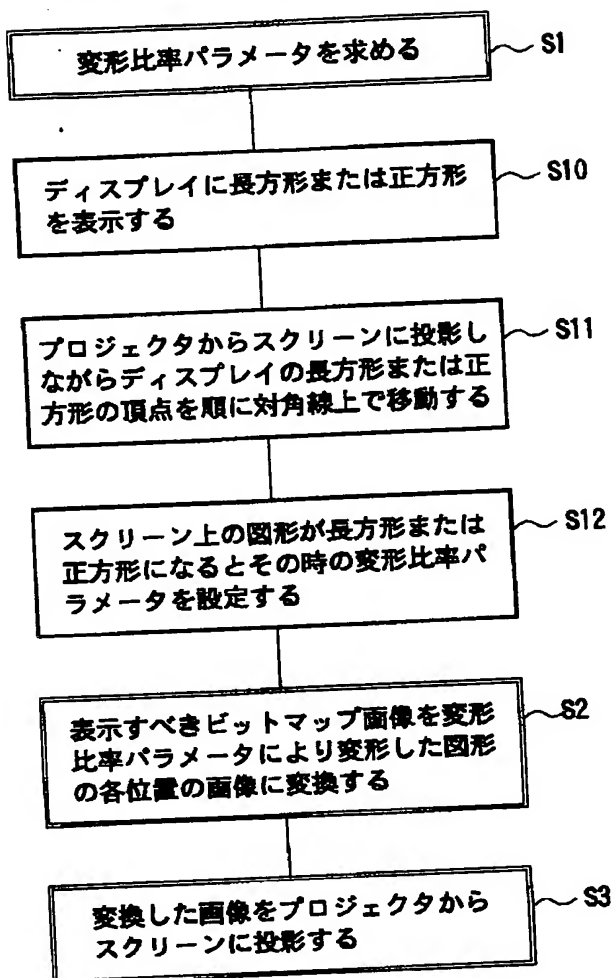 変形比率パラメータを求める
S1
ディスプレイに長方形または正方形
を表示する
S10
プロジェクタからスクリーンに投影し
ながらディスプレイの長方形または正
方形の頂点を順に対角線上で移動する
S11
スクリーン上の図形が長方形または
正方形になるとその時の変形比率パ
ラメータを設定する
S12
表示すべきビットマップ画像を変形
比率パラメータにより変形した図形
の各位置の画像に変換する
S2
変換した画像をプロジェクタから
スクリーンに投影する
S3